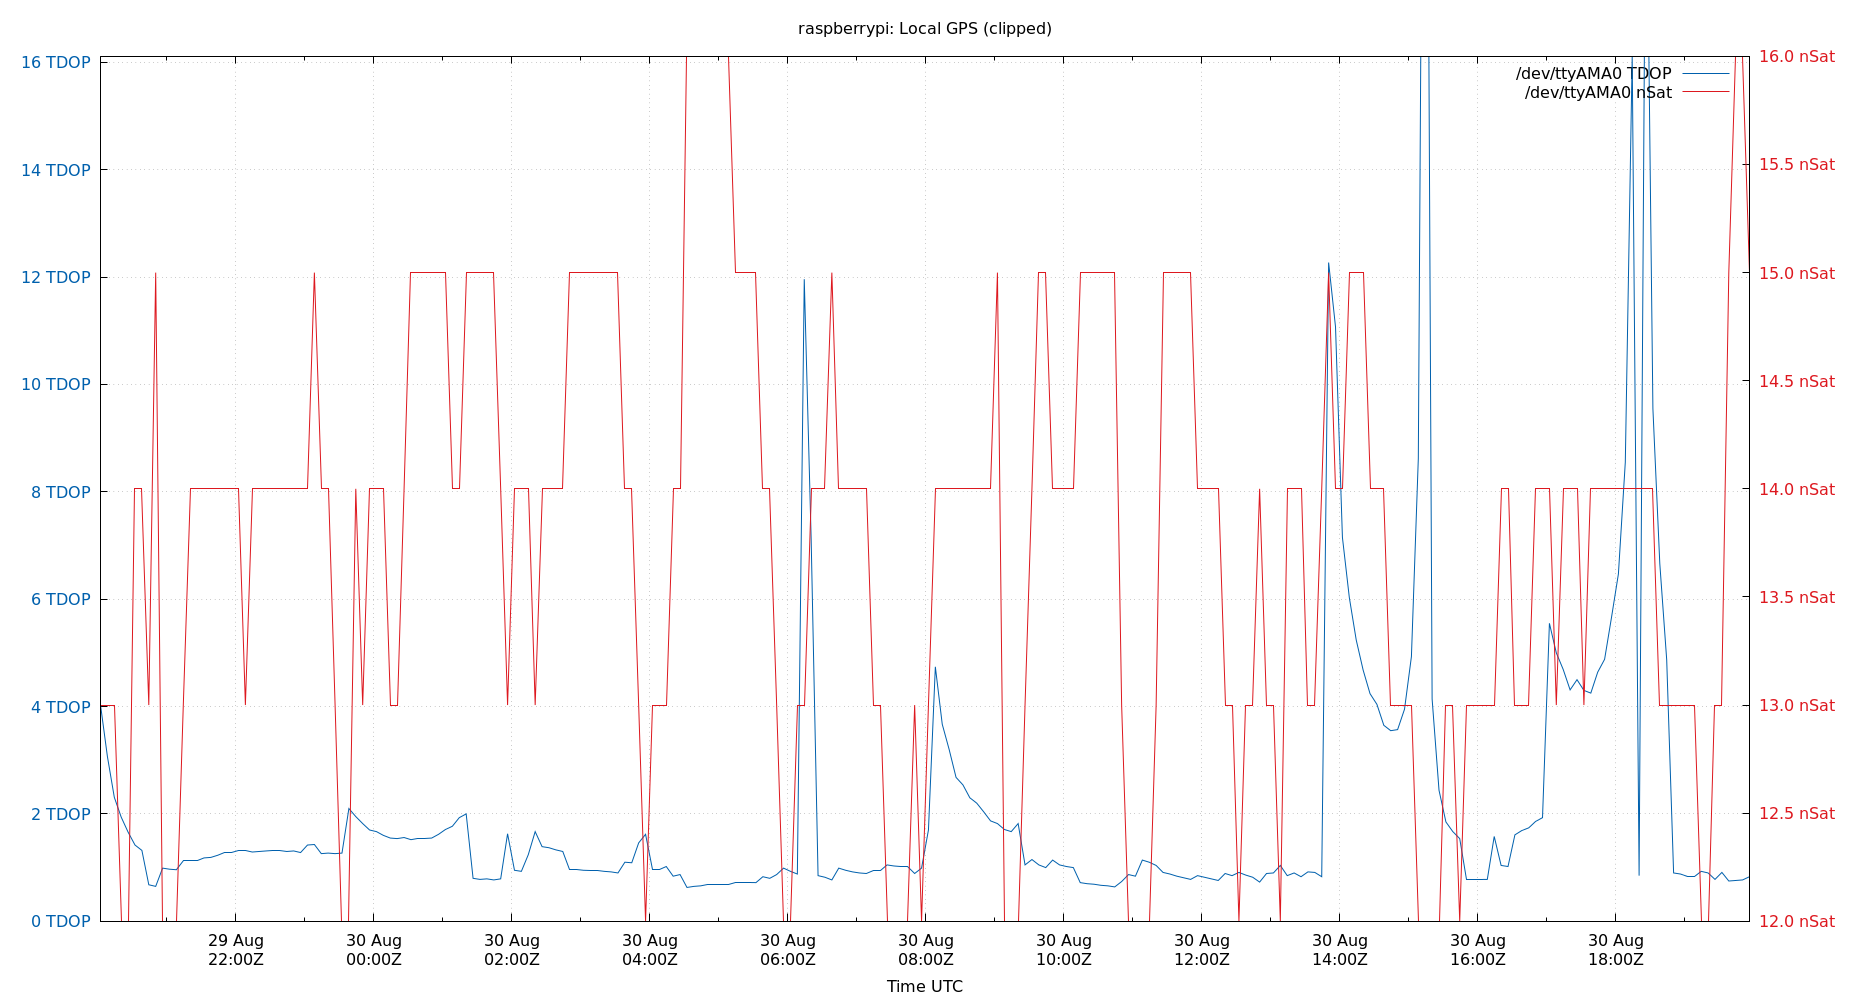 raspberrypi: Local GPS (clipped)
16 TDOP
14 TDOP
12 TDOP
10 TDOP
8 TDOP
6 TDOP
4 TDOP
2 TDOP
0 TDOP
/dev/ttyAMA0 TDOP
/dev/ttyAMA0 nSat
16.0 nSat
15.5 nSat
15.0 nSat
14.5 nSat
14.0 nSat
13.5 nSat
13.0 nSat
12.5 nSat
12.0 nSat
29 Aug
22:00Z
30 Aug
00:00Z
30 Aug
02:00Z
30 Aug
04:00Z
30 Aug
06:00Z
30 Aug
08:00Z
30 Aug
10:00Z
30 Aug
12:00Z
30 Aug
14:00Z
30 Aug
16:00Z
30 Aug
18:00Z
Time UTC